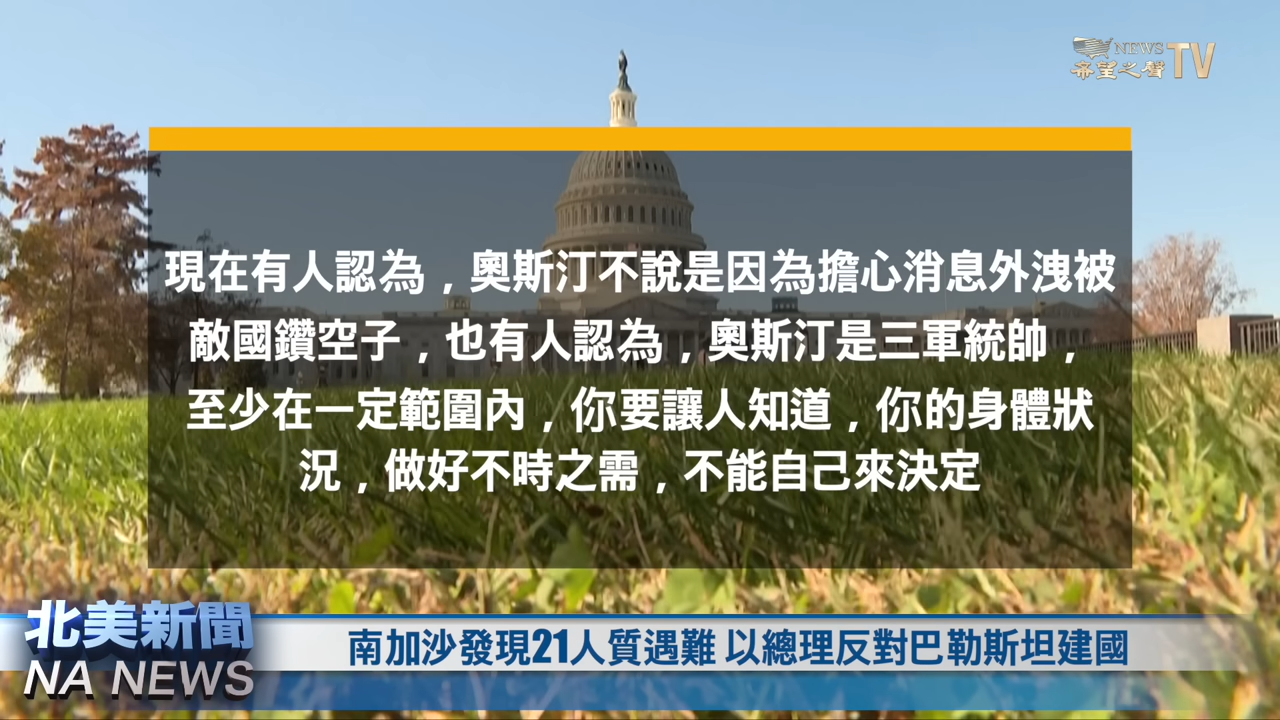 NEWS
希望之聲TV
現在有人認為，奧斯汀不說是因為擔心消息外洩被
敵國鑽空子，也有人認為，奧斯汀是三軍統帥，
至少在一定範圍內，你要讓人知道，你的身體狀
況，做好不時之需，不能自己來決定
北美新聞
NA NEWS
南加沙發現21人質遇難 以總理反對巴勒斯坦建國